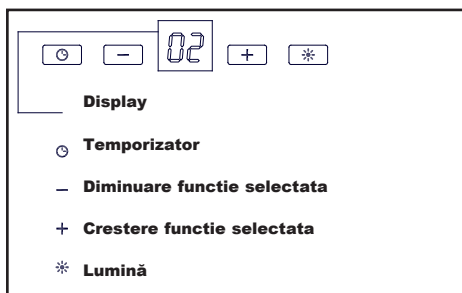 02
Display
Temporizator
Diminuare functie selectata
Crestere functie selectata
Lumină